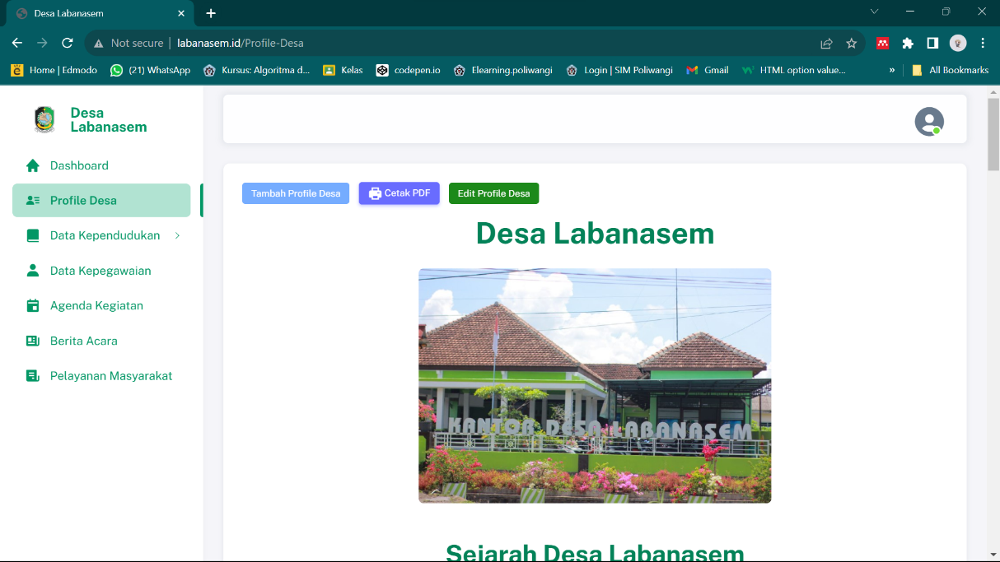 Desa Labanasem
Not secure | labanasem.id/Profile-Desa
Home | Edmodo
(21) WhatsApp
Kursus: Algoritma d...
Kelas
codepen.io
Elearning.poliwangi
Login | SIM Poliwangi
Gmail
HTML option value...
»
All Bookmarks
Desa
Labanasem
Dashboard
Profile Desa
Data Kependudukan
Data Kepegawaian
Agenda Kegiatan
Berita Acara
Pelayanan Masyarakat
Tambah Profile Desa
Cetak PDF
Edit Profile Desa
Desa Labanasem
KANTOR DESA LABANASEM
Sejarah Desa Labanasem